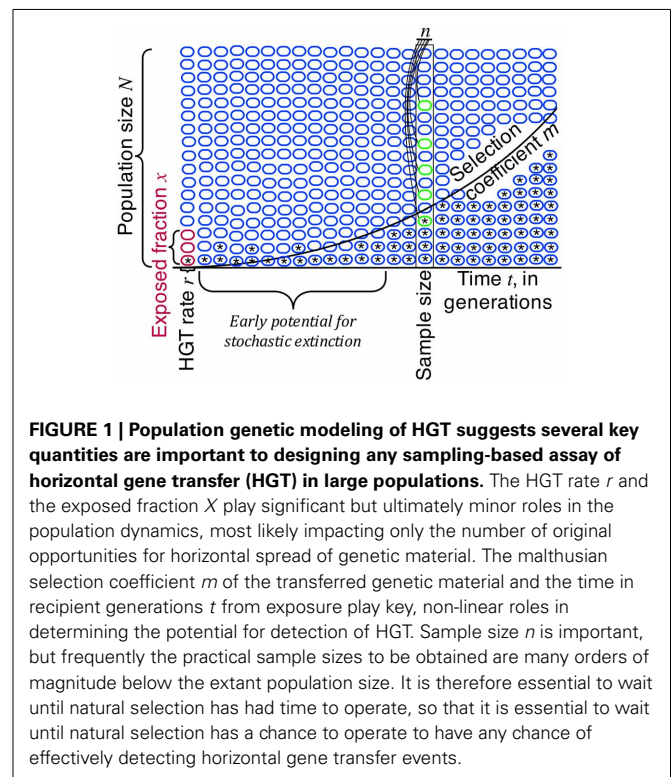 n
Population size N
Exposed fraction x
HGT rate r
Selection
coefficient m
Early potential for
stochastic extinction
Sample size
Time t, in
generations
FIGURE 1 | Population genetic modeling of HGT suggests several key
quantities are important to designing any sampling-based assay of
horizontal gene transfer (HGT) in large populations. The HGT rate r and
the exposed fraction X play significant but ultimately minor roles in the
population dynamics, most likely impacting only the number of original
opportunities for horizontal spread of genetic material. The malthusian
selection coefficient m of the transferred genetic material and the time in
recipient generations t from exposure play key, non-linear roles in
determining the potential for detection of HGT. Sample size n is important,
but frequently the practical sample sizes to be obtained are many orders of
magnitude below the extant population size. It is therefore essential to wait
until natural selection has had time to operate, so that it is essential to wait
until natural selection has a chance to operate to have any chance of
effectively detecting horizontal gene transfer events.